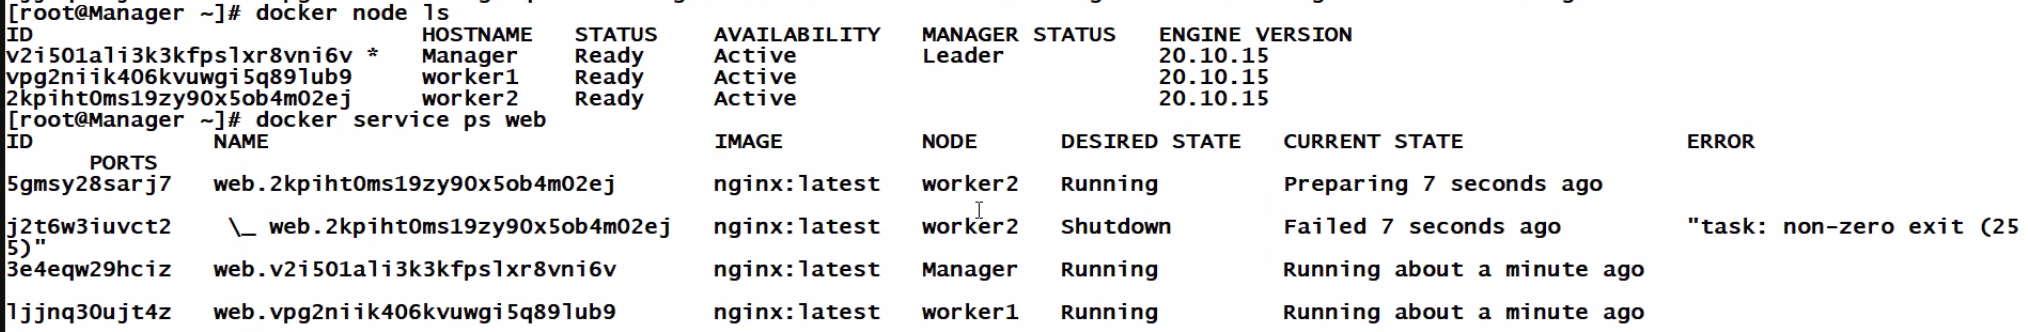 [root@Manager ~]# docker node ls
ID                            HOSTNAME   STATUS    AVAILABILITY   MANAGER STATUS   ENGINE VERSION
v2i501ali3k3kfpslxr8vni6v *   Manager    Ready     Active         Leader           20.10.15
vpg2niik406kvuwgi5q89lub9     worker1    Ready     Active                          20.10.15
2kpiht0ms19zy90x5ob4m02ej     worker2    Ready     Active                          20.10.15
[root@Manager ~]# docker service ps web
ID             NAME                                IMAGE          NODE      DESIRED STATE   CURRENT STATE                ERROR
      PORTS
5gmsy28sarj7   web.2kpiht0ms19zy90x5ob4m02ej       nginx:latest   worker2   Running         Preparing 7 seconds ago
j2t6w3iuvct2    \_ web.2kpiht0ms19zy90x5ob4m02ej   nginx:latest   worker2   Shutdown        Failed 7 seconds ago         "task: non-zero exit (25
5)"
3e4eqw29hciz   web.v2i501ali3k3kfpslxr8vni6v       nginx:latest   Manager   Running         Running about a minute ago
ljjnq30ujt4z   web.vpg2niik406kvuwgi5q89lub9       nginx:latest   worker1   Running         Running about a minute ago